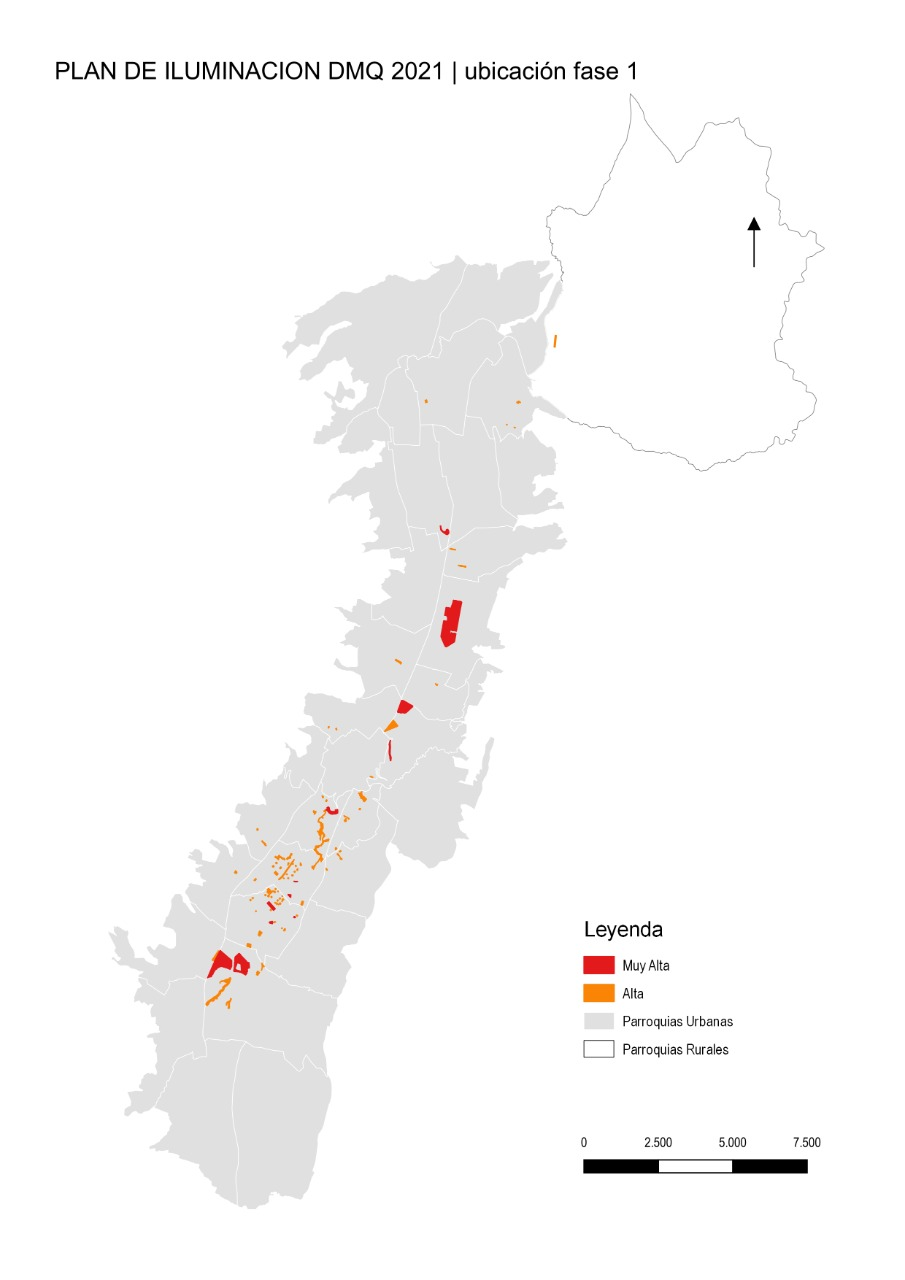 PLAN DE ILUMINACION DMQ 2021 | ubicación fase 1
Leyenda
Muy Alta
Alta
Parroquias Urbanas
Parroquias Rurales
0 2.500 5.000 7.500